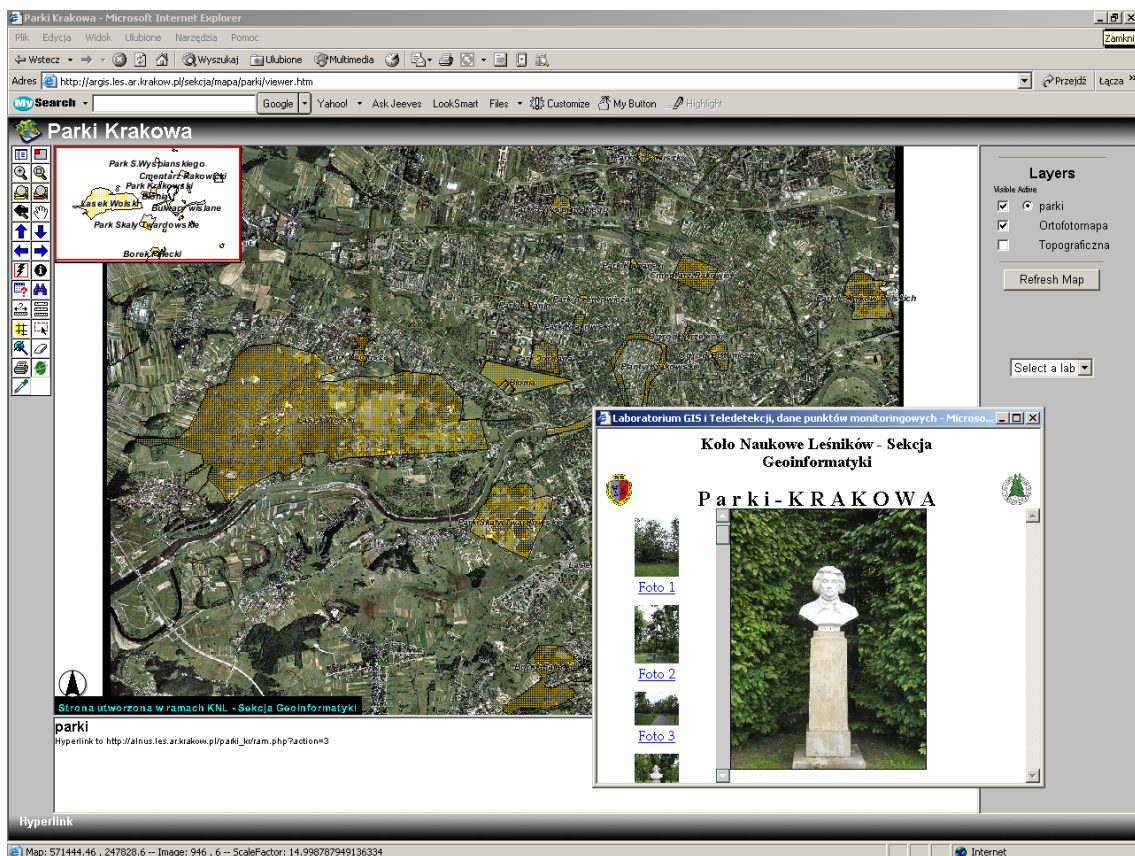 Parki Krakowa - Microsoft Internet Explorer
Plik Edycja Widok Ulubione Narzędzia Pomoc
Zamknij
Wstecz Wyszukaj Ulubione Multimedia
Adres http://argis.les.ar.krakow.pl/sekcja/mapa/parki/viewer.htm Przejdź Łącza »
My Search Google Yahoo! Ask Jeeves LookSmart Files Customize My Button Highlight
Parki Krakowa
Park S.Wyspianskiego
Cmentarz Rakowicki
Park Krakowski
Lasek Wolski Błonia Bulwary wislane
Park Skały Twardowskie
Borek Fałecki
Layers
Visible Active
parki
Ortofotomapa
Topograficzna
Refresh Map
Select a lab
Błonia
Strona utworzona w ramach KNL - Sekcja Geoinformatyki
parki
Hyperlink to http://alnus.les.ar.krakow.pl/parki_kr/ram.php?action=3
Laboratorium GIS i Teledetekcji, dane punktów monitoringowych - Microso...
Koło Naukowe Leśników - Sekcja
Geoinformatyki
Parki-KRAKOWA
Foto 1
Foto 2
Foto 3
Hyperlink
Map: 571444.46 , 247828.6 -- Image: 946 , 6 -- ScaleFactor: 14.998787949136334 Internet